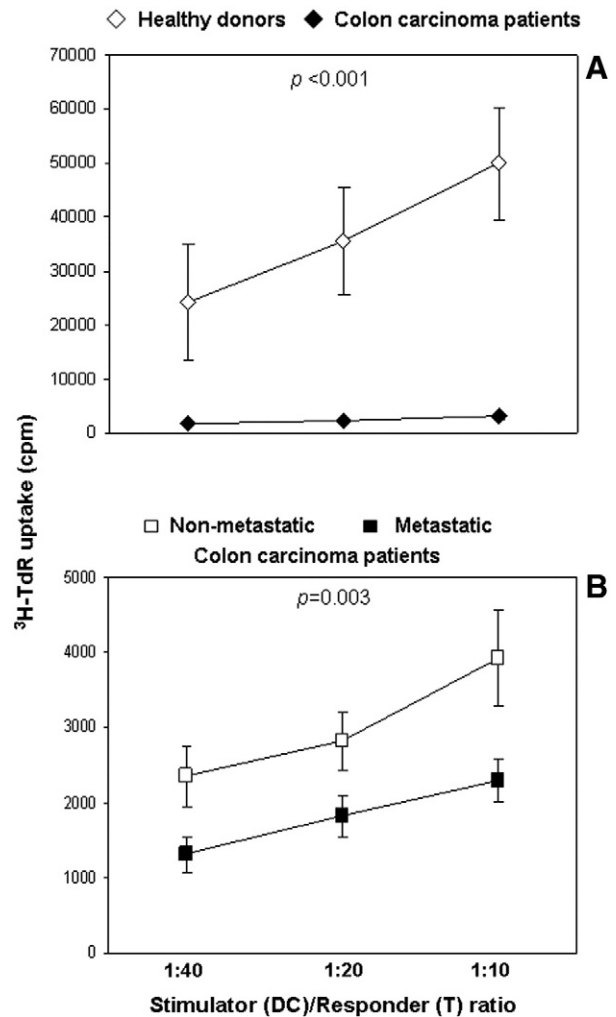 Healthy donors Colon carcinoma patients
A
p <0.001
70000
60000
50000
40000
30000
20000
10000
0
³H-TdR uptake (cpm)
Non-metastatic Metastatic
Colon carcinoma patients
B
p=0.003
5000
4000
3000
2000
1000
0
1:40 1:20 1:10
Stimulator (DC)/Responder (T) ratio